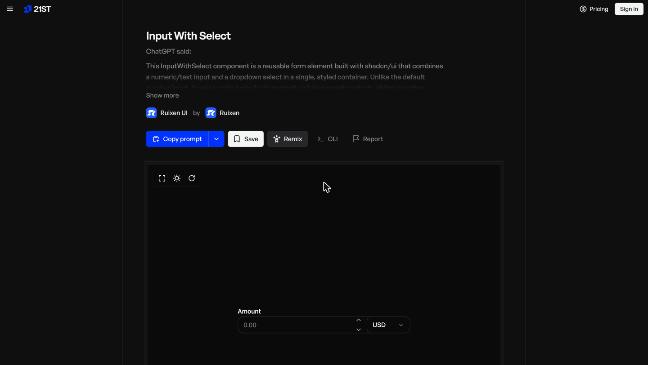 21ST
Pricing
Sign in
Input With Select
ChatGPT said:
This InputWithSelect component is a reusable form element built with shadcn/ui that combines
a numeric/text input and a dropdown select in a single, styled container. Unlike the default
Show more
Ruixen UI by Ruixen
Copy prompt
Save
Remix
CLI
Report
Amount
0.00
USD